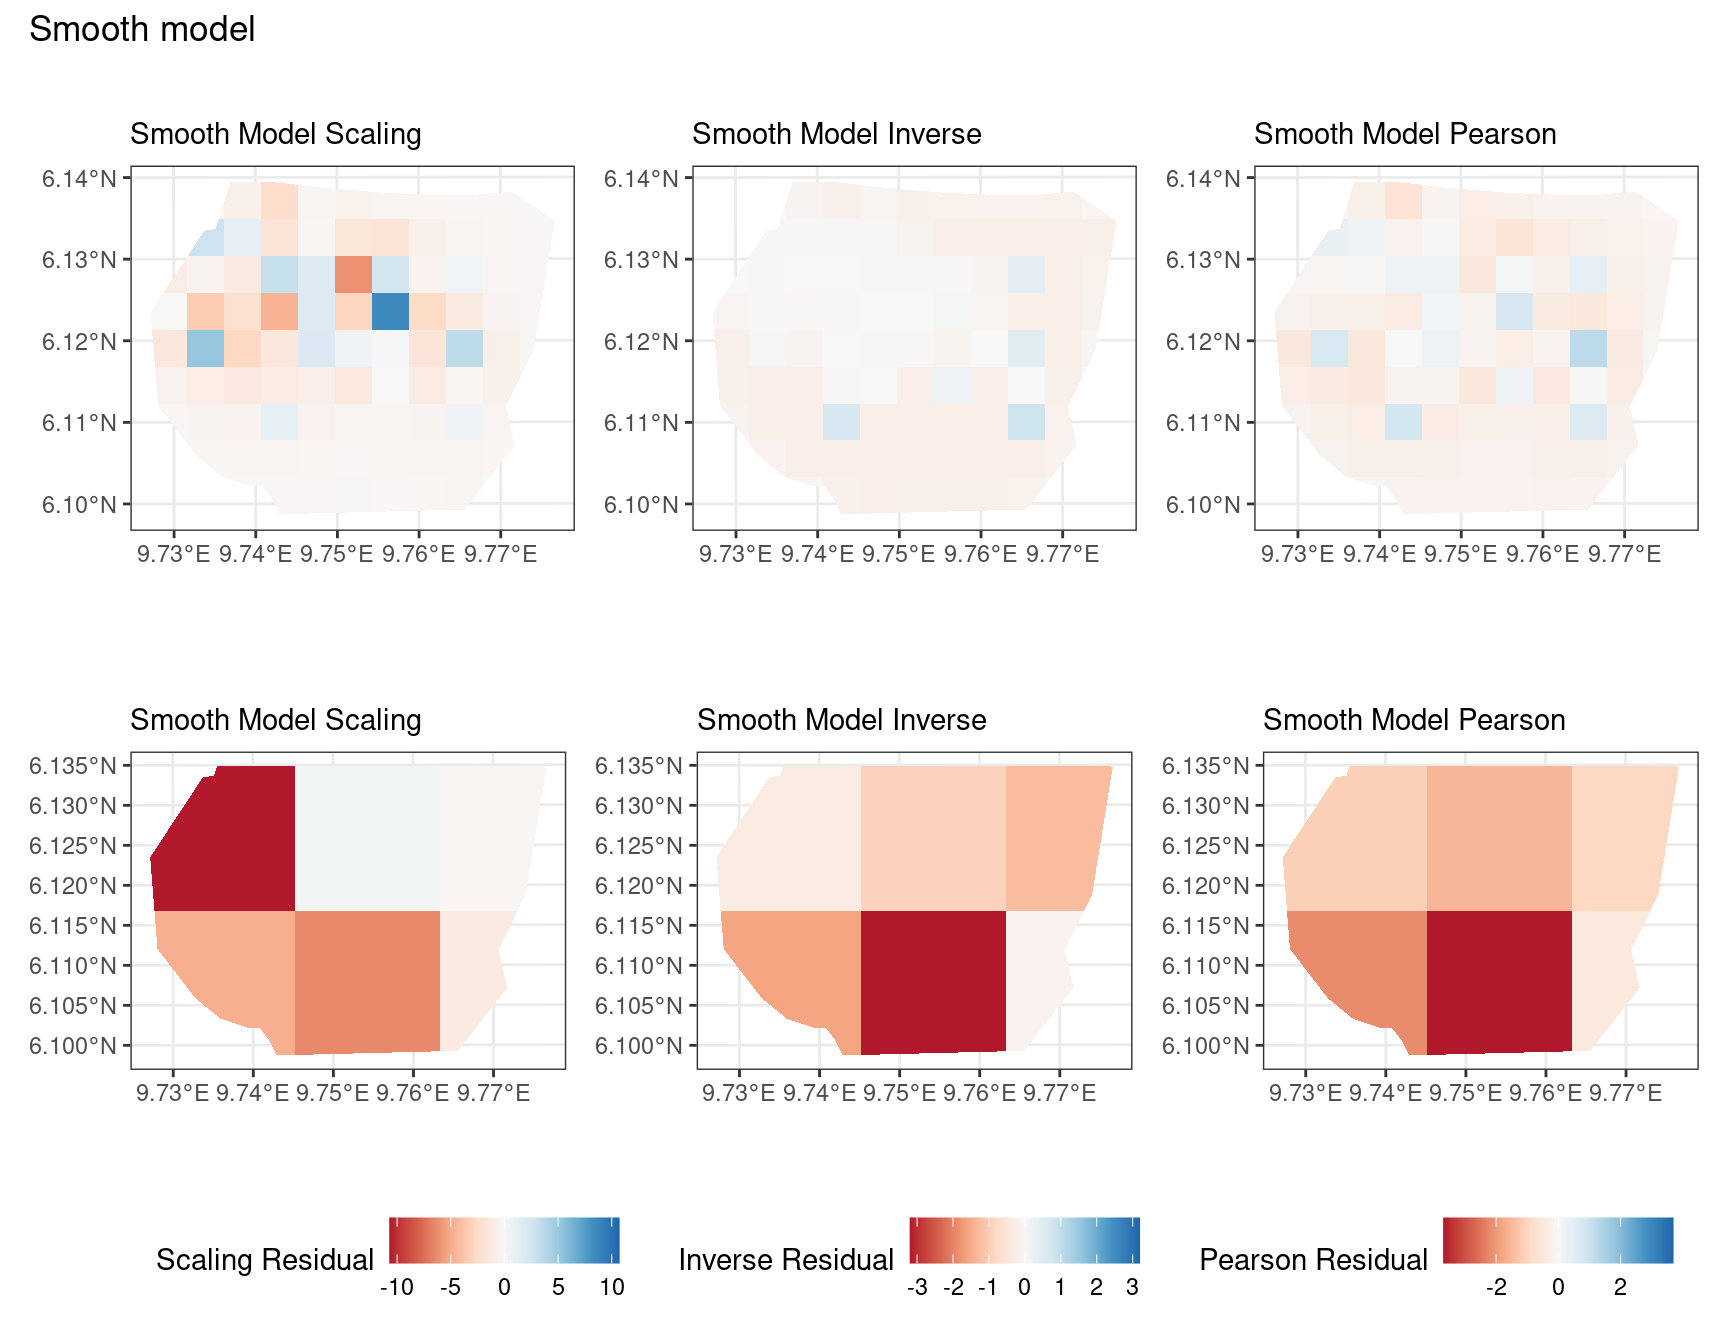 Smooth model
Smooth Model Scaling
Smooth Model Inverse
Smooth Model Pearson
6.14°N
6.13°N
6.12°N
6.11°N
6.10°N
9.73°E 9.74°E 9.75°E 9.76°E 9.77°E
6.14°N
6.13°N
6.12°N
6.11°N
6.10°N
9.73°E 9.74°E 9.75°E 9.76°E 9.77°E
6.14°N
6.13°N
6.12°N
6.11°N
6.10°N
9.73°E 9.74°E 9.75°E 9.76°E 9.77°E
Smooth Model Scaling
Smooth Model Inverse
Smooth Model Pearson
6.135°N
6.130°N
6.125°N
6.120°N
6.115°N
6.110°N
6.105°N
6.100°N
9.73°E 9.74°E 9.75°E 9.76°E 9.77°E
6.135°N
6.130°N
6.125°N
6.120°N
6.115°N
6.110°N
6.105°N
6.100°N
9.73°E 9.74°E 9.75°E 9.76°E 9.77°E
6.135°N
6.130°N
6.125°N
6.120°N
6.115°N
6.110°N
6.105°N
6.100°N
9.73°E 9.74°E 9.75°E 9.76°E 9.77°E
Scaling Residual
-10 -5 0 5 10
Inverse Residual
-3 -2 -1 0 1 2 3
Pearson Residual
-2 0 2